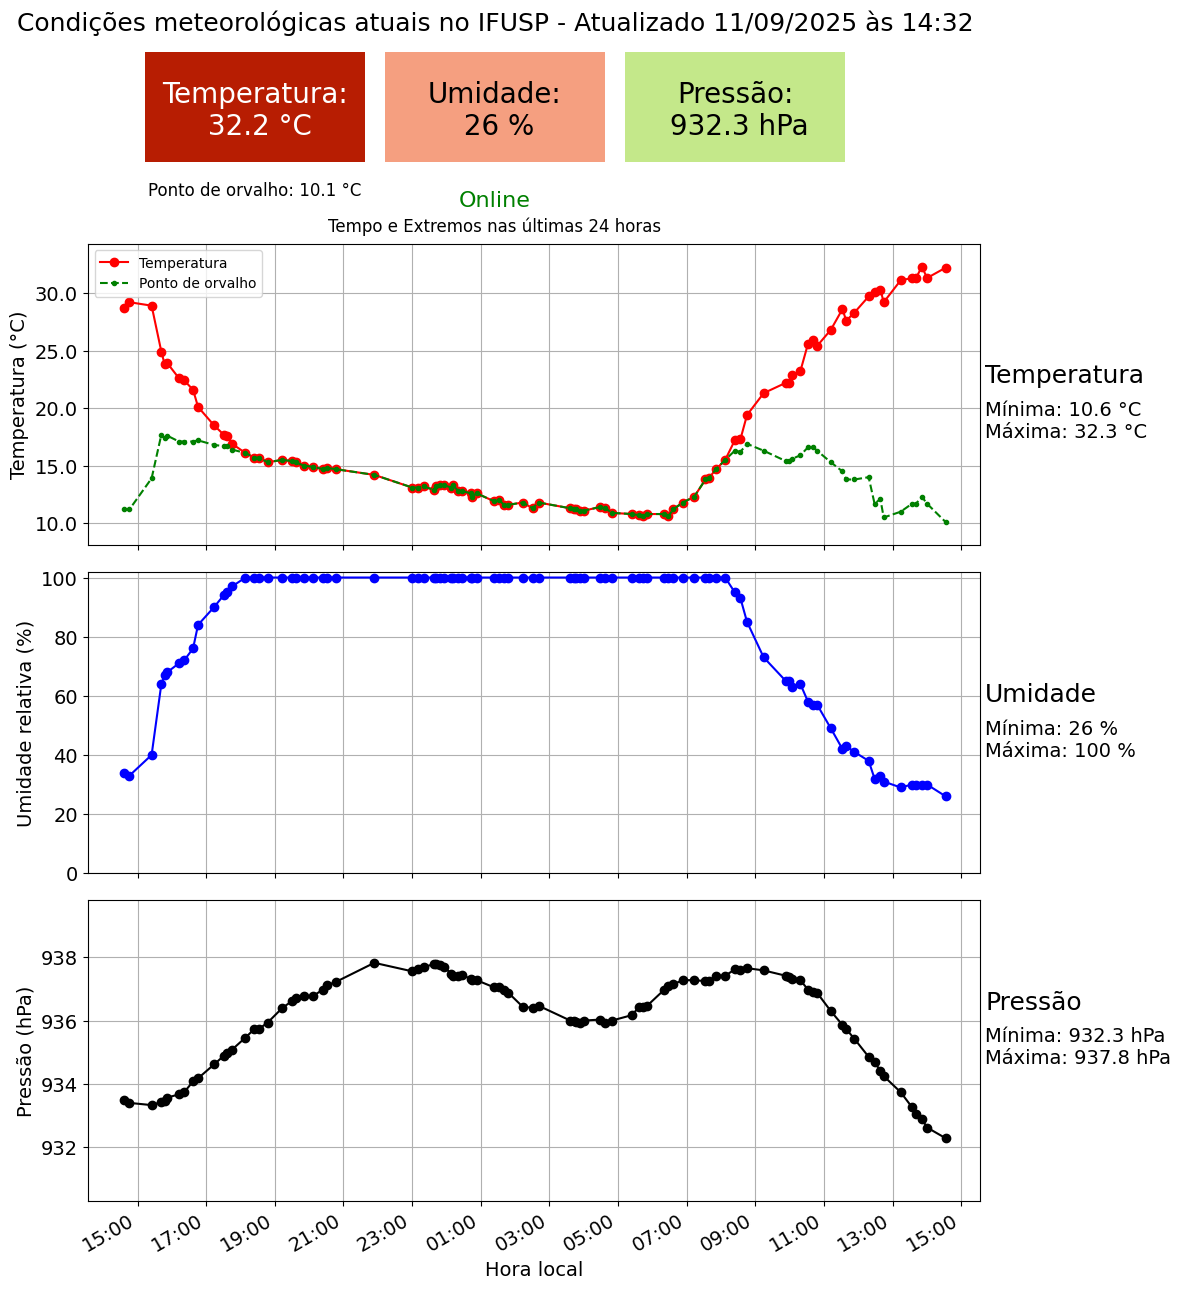 Condições meteorológicas atuais no IFUSP - Atualizado 11/09/2025 às 14:32
Temperatura:
32.2 °C
Umidade:
26 %
Pressão:
932.3 hPa
Ponto de orvalho: 10.1 °C
Online
Tempo e Extremos nas últimas 24 horas
Temperatura
Ponto de orvalho
Temperatura (°C)
30.0
25.0
20.0
15.0
10.0
Temperatura
Mínima: 10.6 °C
Máxima: 32.3 °C
Umidade relativa (%)
100
80
60
40
20
0
Umidade
Mínima: 26 %
Máxima: 100 %
Pressão (hPa)
938
936
934
932
Pressão
Mínima: 932.3 hPa
Máxima: 937.8 hPa
15:00 17:00 19:00 21:00 23:00 01:00 03:00 05:00 07:00 09:00 11:00 13:00 15:00
Hora local